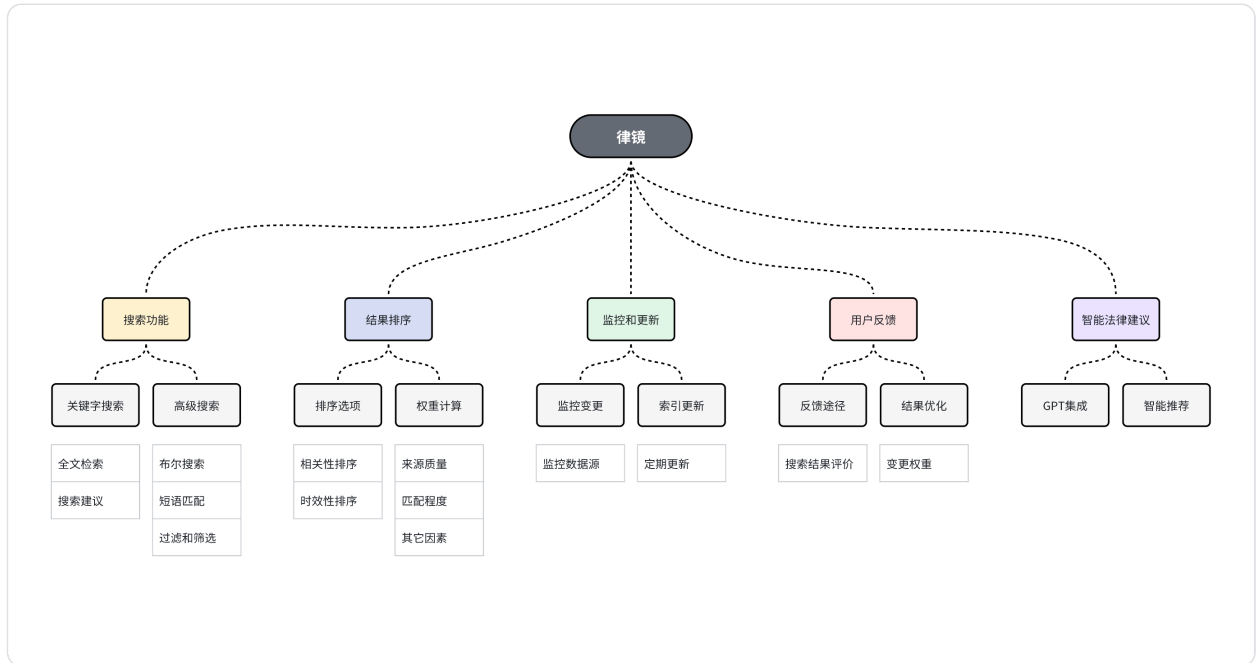 律镜
搜索功能
结果排序
监控和更新
用户反馈
智能法律建议
关键字搜索
高级搜索
排序选项
权重计算
监控变更
索引更新
反馈途径
结果优化
GPT集成
智能推荐
全文检索
布尔搜索
相关性排序
来源质量
监控数据源
定期更新
搜索结果评价
变更权重
搜索建议
短语匹配
时效性排序
匹配程度
过滤和筛选
其它因素